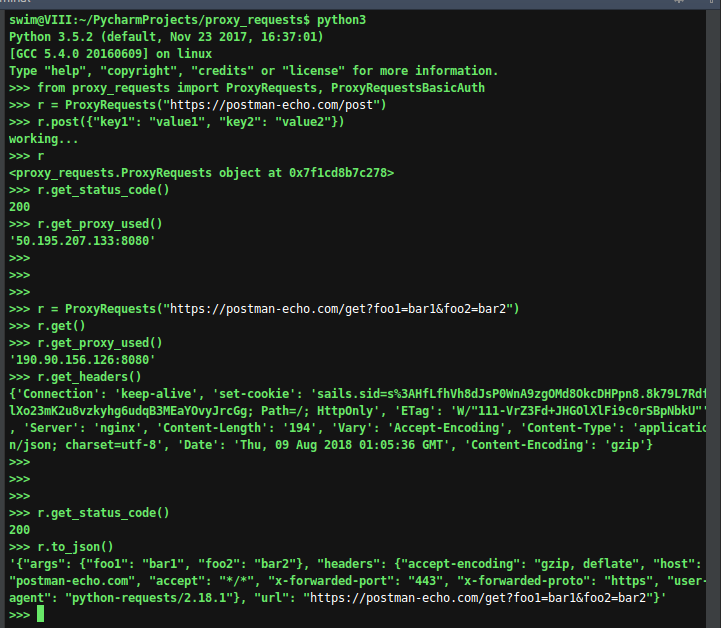 swim@VIII:~/PycharmProjects/proxy_requests$ python3
Python 3.5.2 (default, Nov 23 2017, 16:37:01)
[GCC 5.4.0 20160609] on linux
Type "help", "copyright", "credits" or "license" for more information.
>>> from proxy_requests import ProxyRequests, ProxyRequestsBasicAuth
>>> r = ProxyRequests("https://postman-echo.com/post")
>>> r.post({"key1": "value1", "key2": "value2"})
working...
>>> r
<proxy_requests.ProxyRequests object at 0x7f1cd8b7c278>
>>> r.get_status_code()
200
>>> r.get_proxy_used()
'50.195.207.133:8080'
>>>
>>>
>>>
>>> r = ProxyRequests("https://postman-echo.com/get?foo1=bar1&foo2=bar2")
>>> r.get()
>>> r.get_proxy_used()
'190.90.156.126:8080'
>>> r.get_headers()
{'Connection': 'keep-alive', 'set-cookie': 'sails.sid=s%3AHfLfhVh8dJsP0WnA9zgOMd8OkcDHPpn8.8k79L7Rdf
lXo23mK2u8vzkyhg6udqB3MEaYOvyJrcGg; Path=/; HttpOnly', 'ETag': 'W/"111-VrZ3Fd+JHGOlXlFi9c0rSBpNbkU"'
, 'Server': 'nginx', 'Content-Length': '194', 'Vary': 'Accept-Encoding', 'Content-Type': 'applicatio
n/json; charset=utf-8', 'Date': 'Thu, 09 Aug 2018 01:05:36 GMT', 'Content-Encoding': 'gzip'}
>>>
>>>
>>>
>>> r.get_status_code()
200
>>> r.to_json()
'{"args": {"foo1": "bar1", "foo2": "bar2"}, "headers": {"accept-encoding": "gzip, deflate", "host":
"postman-echo.com", "accept": "*/*", "x-forwarded-port": "443", "x-forwarded-proto": "https", "user-
agent": "python-requests/2.18.1"}, "url": "https://postman-echo.com/get?foo1=bar1&foo2=bar2"}'
>>>